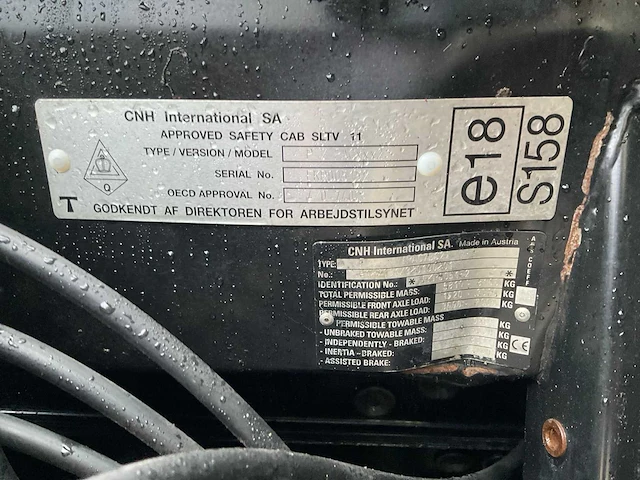 CNH International SA
APPROVED SAFETY CAB SLTV 11
TYPE / VERSION / MODEL
SERIAL No.
OECD APPROVAL No.
Q
T GODKENDT AF DIREKTOREN FOR ARBEJDSTILSYNET
e18
S158
CNH International SA. Made in Austria
TYPE:
No.:
IDENTIFICATION No.: * *
TOTAL PERMISSIBLE MASS: KG
PERMISSIBLE FRONT AXLE LOAD: KG
PERMISSIBLE REAR AXLE LOAD: KG
PERMISSIBLE TOWABLE MASS
- UNBRAKED TOWABLE MASS: KG
- INDEPENDENTLY - BRAKED: KG
- INERTIA - BRAKED: KG
- ASSISTED BRAKE: KG
CE